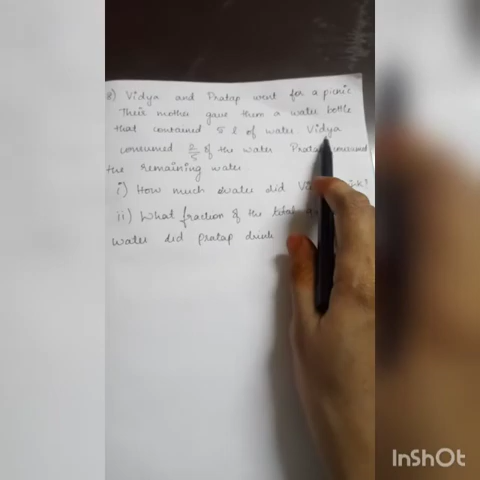 8) Vidya and Pratap went for a picnic
Their mother gave them a water bottle
that contained 5 l of water. Vidya
consumed 2/5 of the water Pratap consumed
the remaining water
i) How much water did
ii) What fraction of the total
water did pratap drink
InShOt